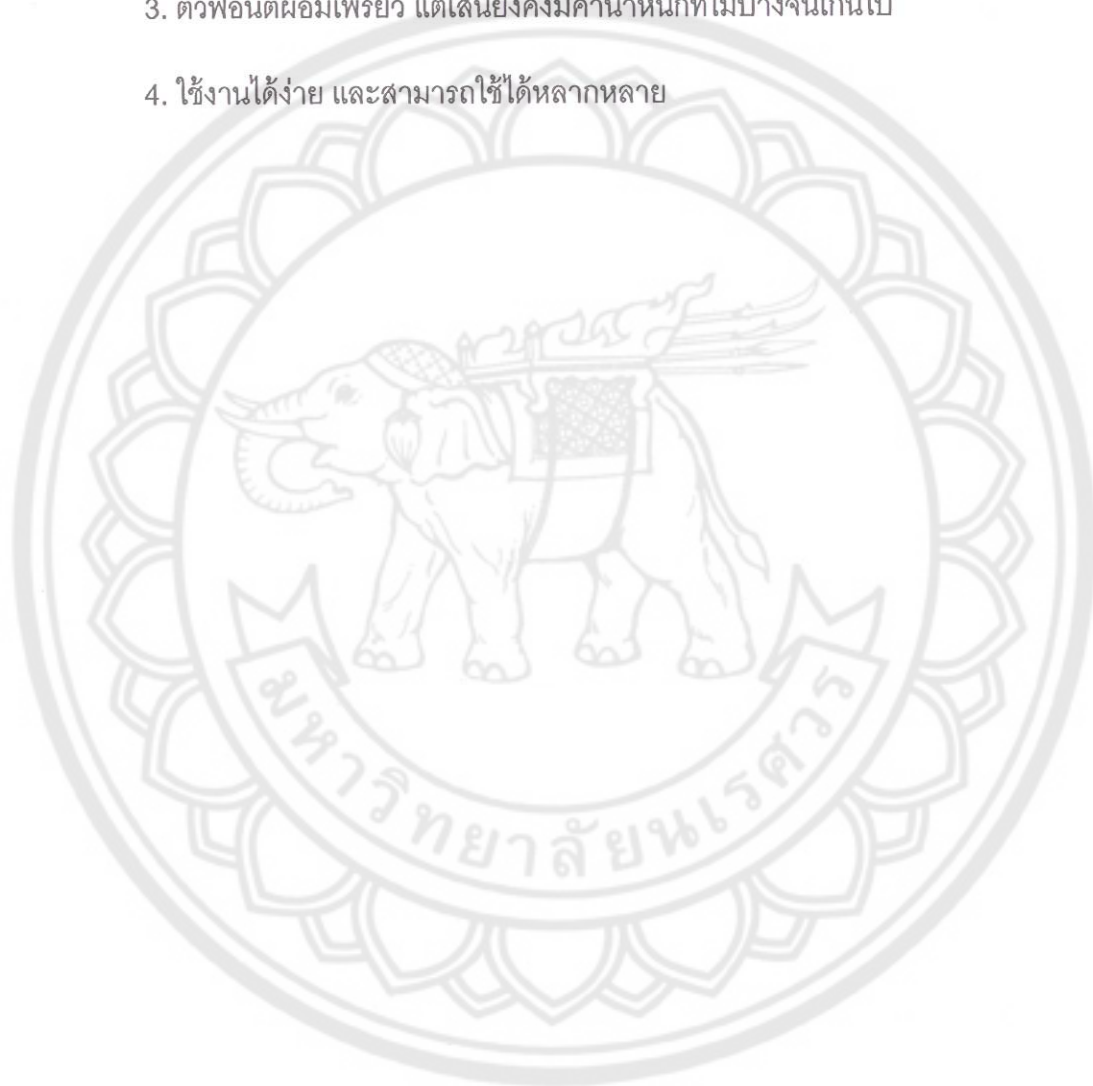 3. ตัวฟอนต์ผอมเพรียว แต่เส้นยังคงมีค่าน้ำหนักที่ไม่บางจนเกินไป
4. ใช้งานได้ง่าย และสามารถใช้ได้หลากหลาย
มหาวิทยาลัยนเรศวร